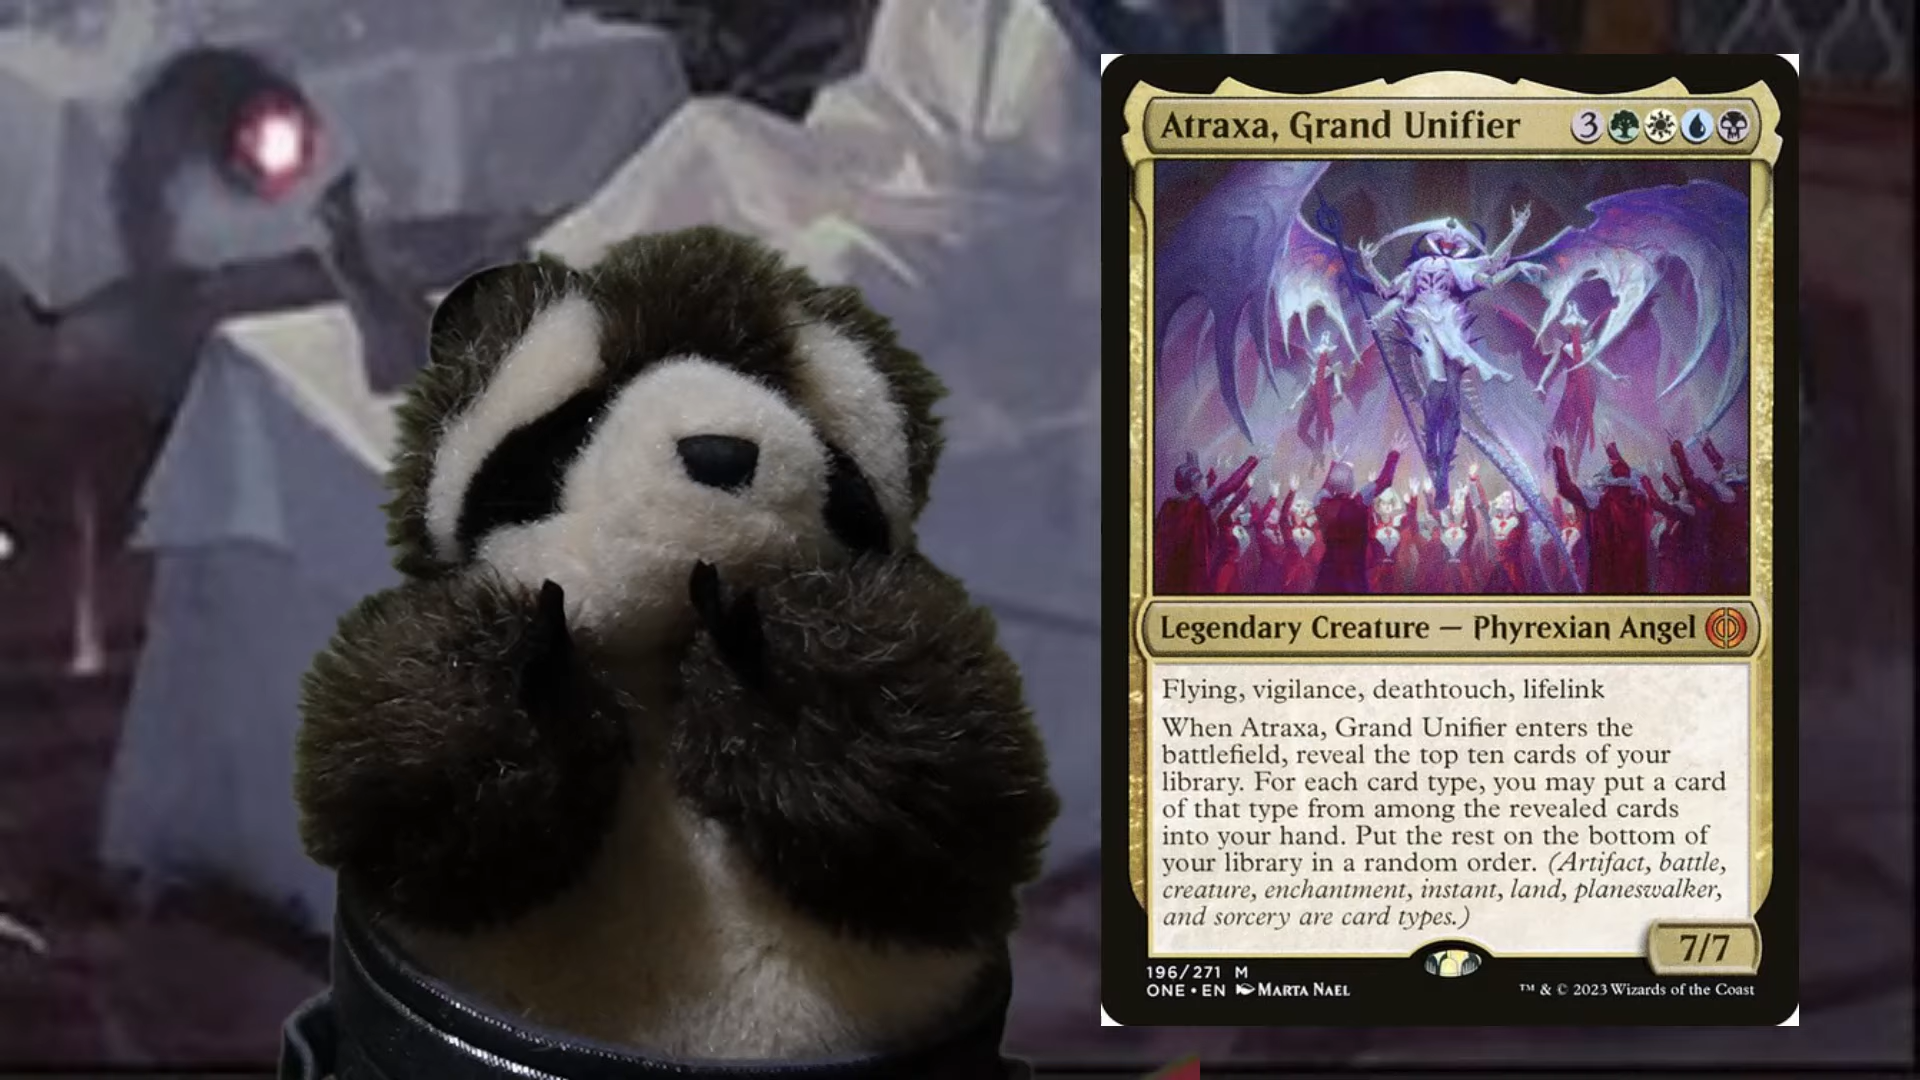 Atraxa, Grand Unifier 3
Legendary Creature — Phyrexian Angel
Flying, vigilance, deathtouch, lifelink
When Atraxa, Grand Unifier enters the
battlefield, reveal the top ten cards of your
library. For each card type, you may put a card
of that type from among the revealed cards
into your hand. Put the rest on the bottom of
your library in a random order. (Artifact, battle,
creature, enchantment, instant, land, planeswalker,
and sorcery are card types.)
7/7
196/271 M
ONE • EN Marta Nael
™ & © 2023 Wizards of the Coast